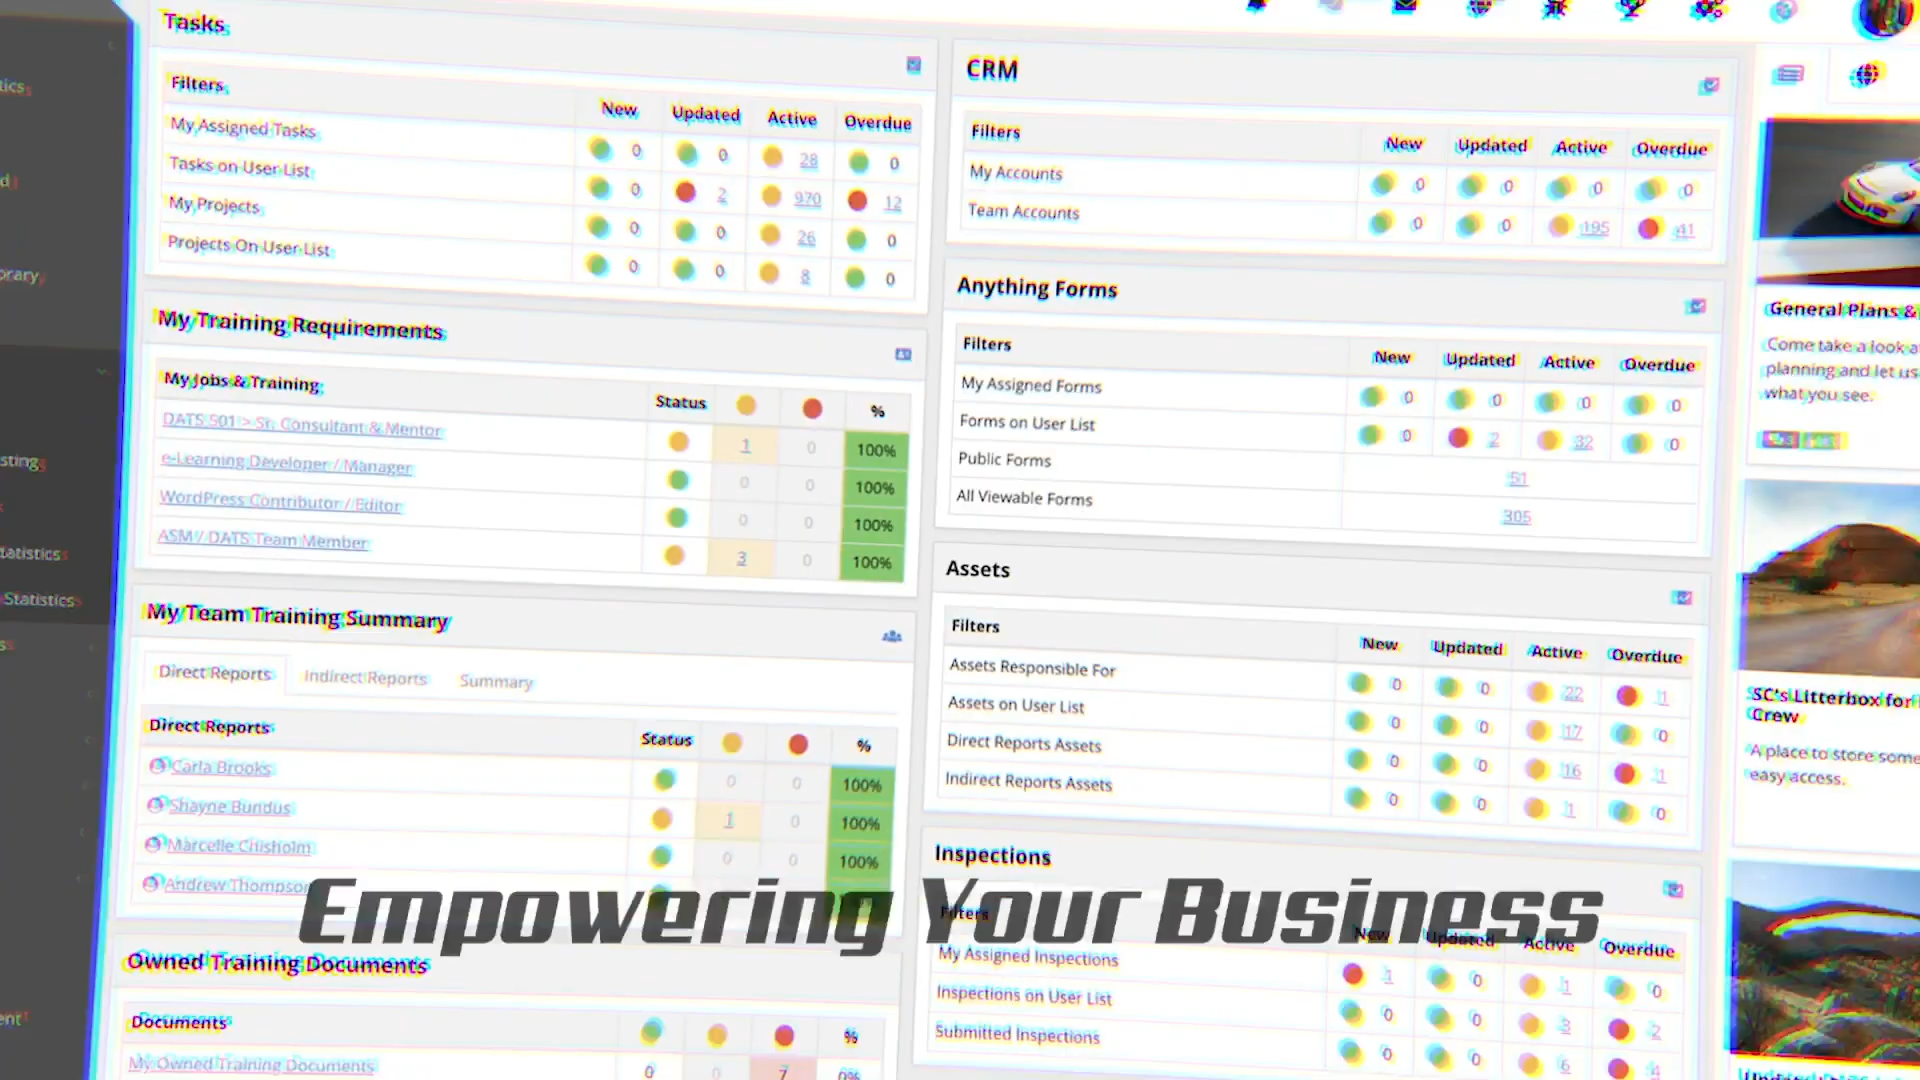 Tasks
Filters New Updated Active Overdue
My Assigned Tasks 0 0 28 0
Tasks on User List 0 2 970 12
My Projects 0 0 26 0
Projects On User List 0 0 8 0
My Training Requirements
My Jobs & Training Status %
DATS 501 > Sr. Consultant & Mentor 1 0 100%
e-Learning Developer / Manager 0 0 100%
WordPress Contributor / Editor 0 0 100%
ASM / DATS Team Member 3 0 100%
My Team Training Summary
Direct Reports Indirect Reports Summary
Direct Reports Status %
Carla Brooks 0 0 100%
Shayne Bundus 1 0 100%
Marcelle Chisholm 0 0 100%
Andrew Thompson
Owned Training Documents
Documents %
My Owned Training Documents 0 0 7 0%
CRM
Filters New Updated Active Overdue
My Accounts 0 0 0 0
Team Accounts 0 0 195 41
Anything Forms
Filters New Updated Active Overdue
My Assigned Forms 0 0 0 0
Forms on User List 0 2 32 0
Public Forms 51
All Viewable Forms 305
Assets
Filters New Updated Active Overdue
Assets Responsible For 0 0 22 1
Assets on User List 0 0 17 0
Direct Reports Assets 0 0 16 1
Indirect Reports Assets 0 0 1 0
Inspections
Filters New Updated Active Overdue
My Assigned Inspections 1 0 1 0
Inspections on User List 0 0 3 2
Submitted Inspections 0 0 6 4
Empowering Your Business
General Plans &
Come take a look a
planning and let us
what you see.
SC's Litterbox for
Crew
A place to store some
easy access.
tics
d
orary
sting
tatistics
Statistics
s
ent